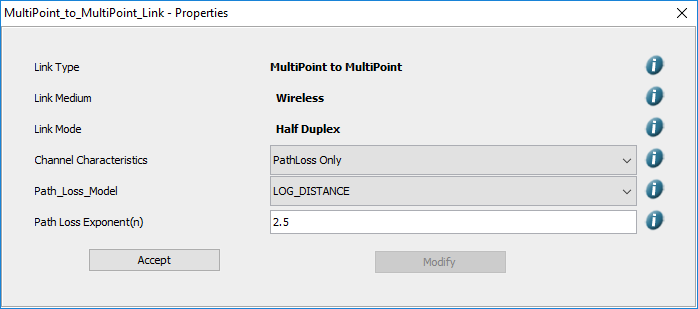 MultiPoint_to_MultiPoint_Link - Properties
Link Type MultiPoint to MultiPoint
Link Medium Wireless
Link Mode Half Duplex
Channel Characteristics PathLoss Only
Path_Loss_Model LOG_DISTANCE
Path Loss Exponent(n) 2.5
Accept Modify